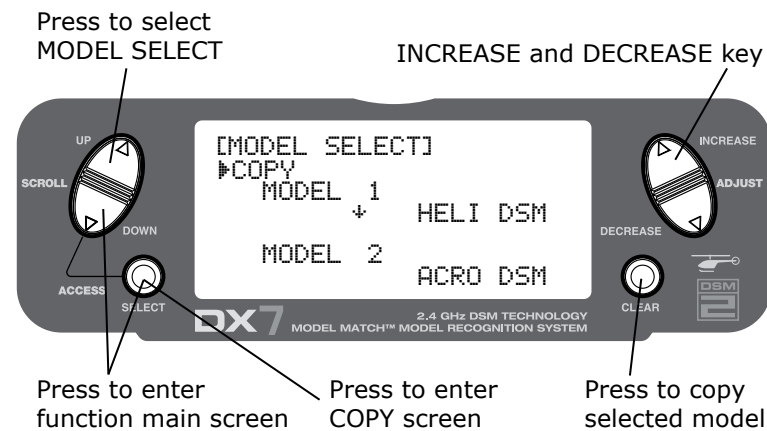 Press to select
MODEL SELECT
INCREASE and DECREASE key
UP
SCROLL
DOWN
ACCESS
SELECT
[MODEL SELECT]
COPY
MODEL 1
HELI DSM
MODEL 2
ACRO DSM
INCREASE
ADJUST
DECREASE
CLEAR
DSM
2
DX7
2.4 GHz DSM TECHNOLOGY
MODEL MATCH™ MODEL RECOGNITION SYSTEM
Press to enter
function main screen
Press to enter
COPY screen
Press to copy
selected model